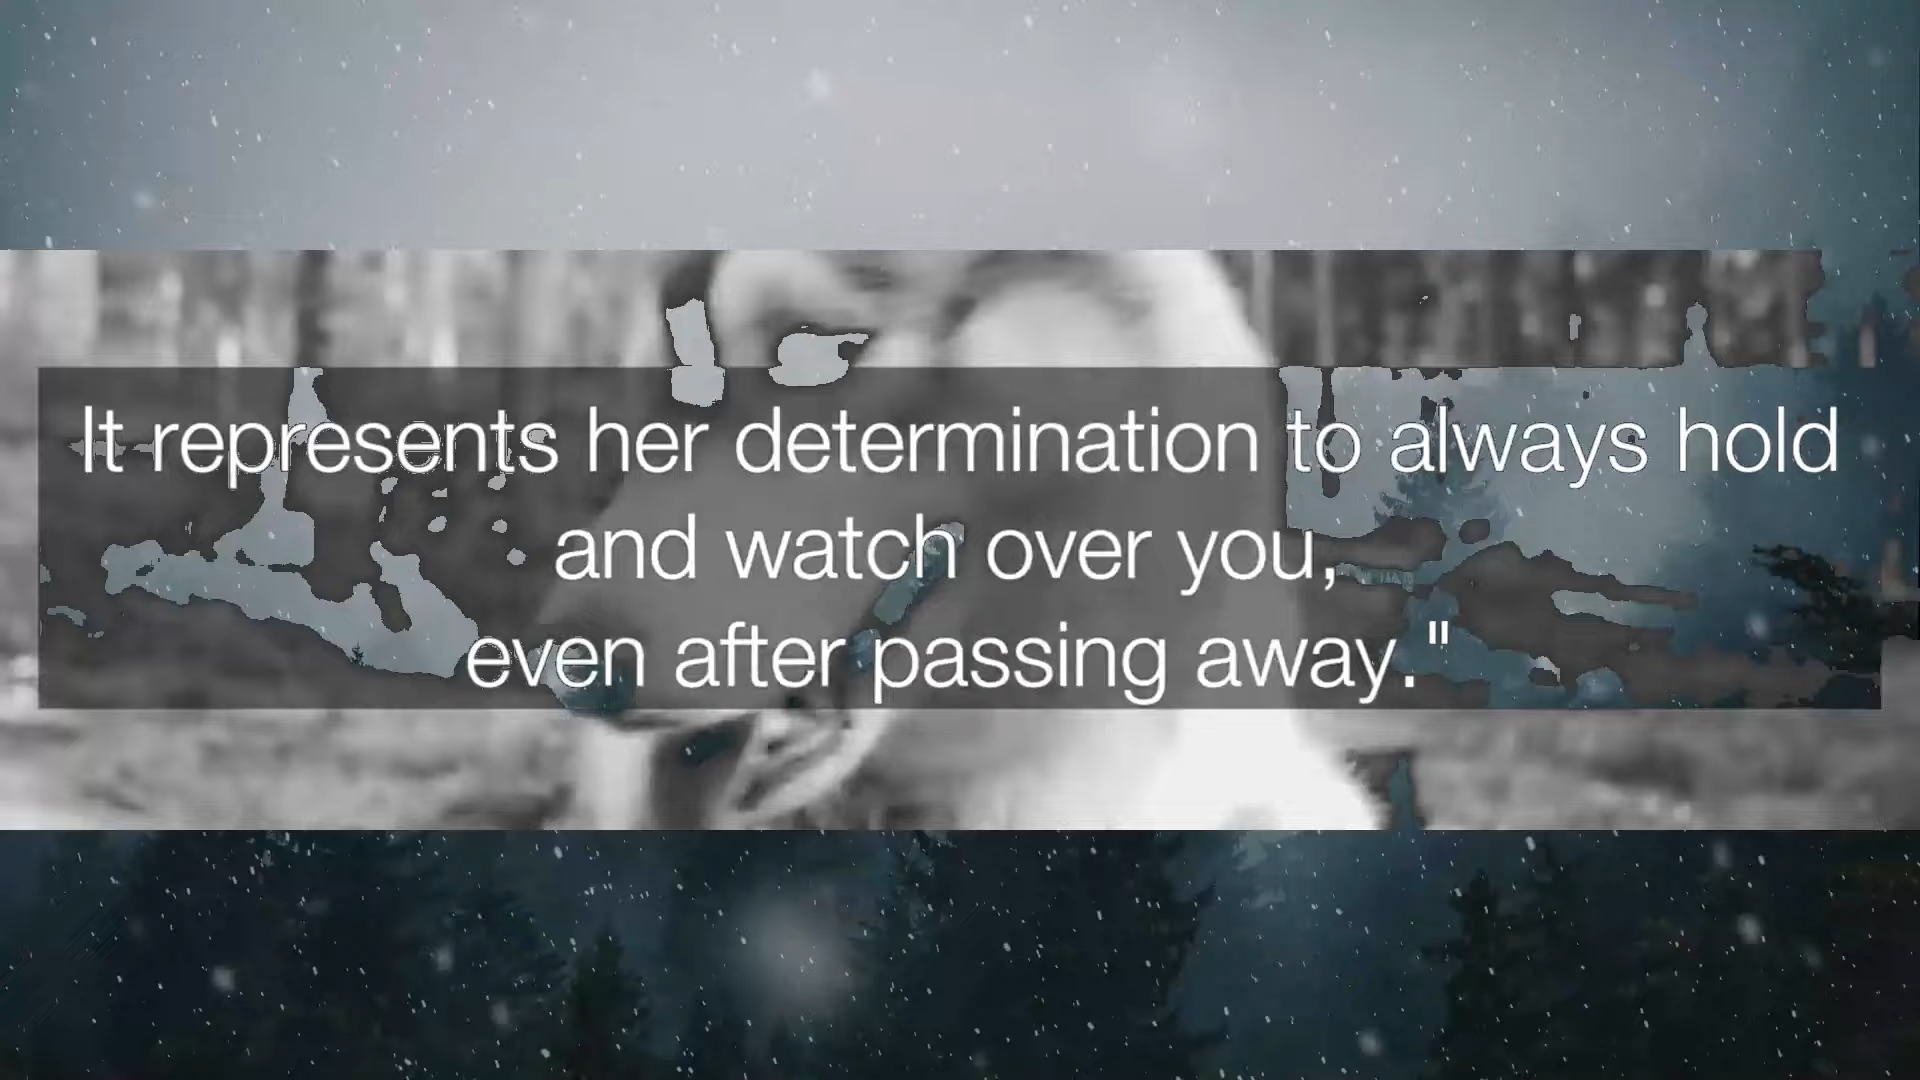 It represents her determination to always hold
and watch over you,
even after passing away."